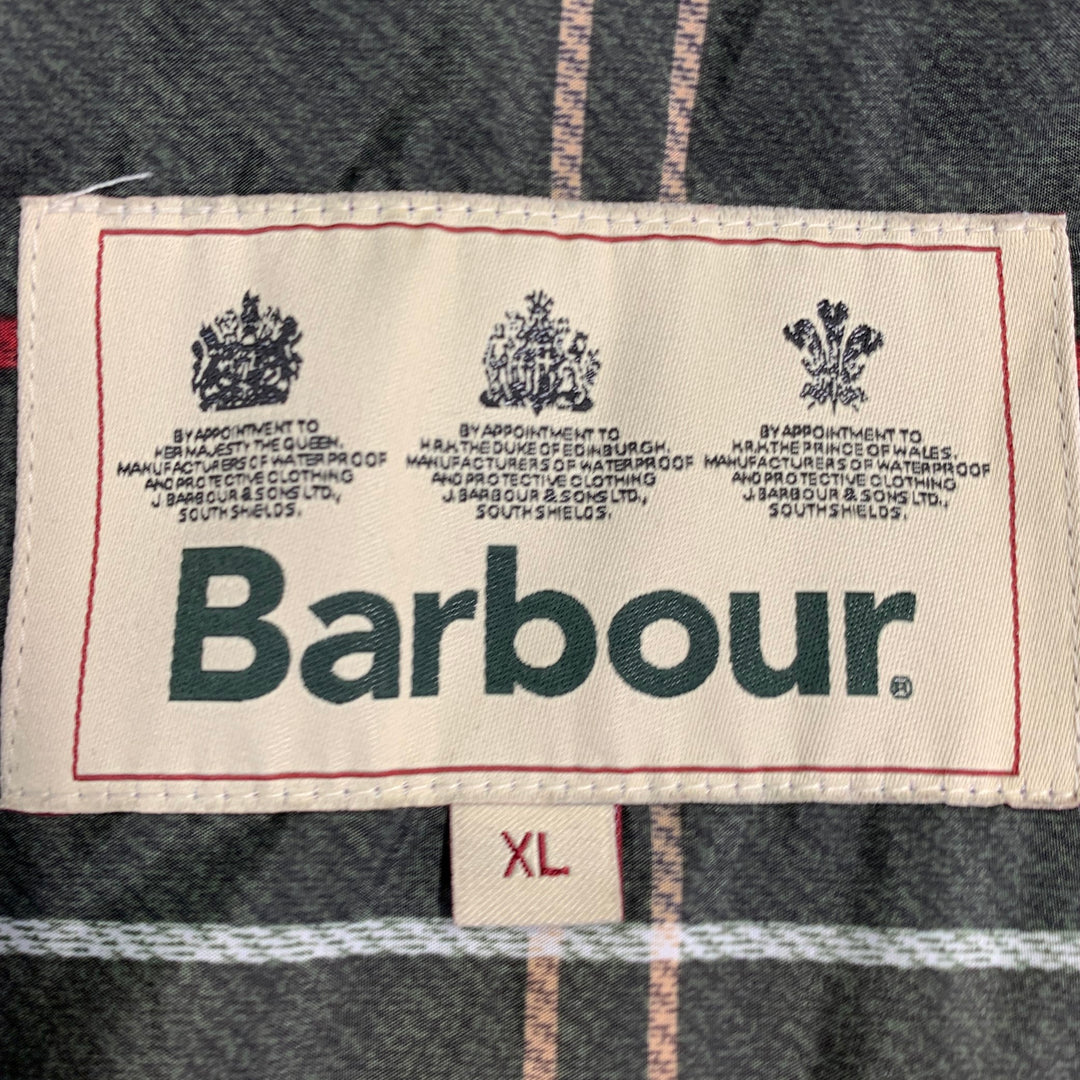 BY APPOINTMENT TO
HER MAJESTY THE QUEEN.
MANUFACTURERS OF WATERPROOF
AND PROTECTIVE CLOTHING
J. BARBOUR & SONS LTD.,
SOUTH SHIELDS.
BY APPOINTMENT TO
H.R.H. THE DUKE OF EDINBURGH.
MANUFACTURERS OF WATERPROOF
AND PROTECTIVE CLOTHING
J. BARBOUR & SONS LTD.,
SOUTH SHIELDS.
BY APPOINTMENT TO
H.R.H. THE PRINCE OF WALES.
MANUFACTURERS OF WATERPROOF
AND PROTECTIVE CLOTHING
J. BARBOUR & SONS LTD.,
SOUTH SHIELDS.
Barbour®
XL